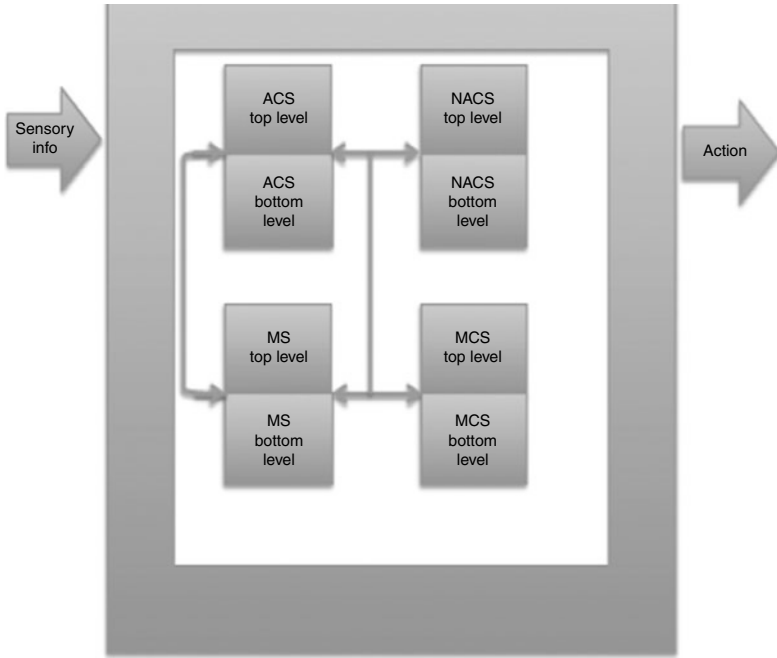 Sensory
info
ACS
top level
ACS
bottom
level
NACS
top level
NACS
bottom
level
Action
MS
top level
MS
bottom
level
MCS
top level
MCS
bottom
level